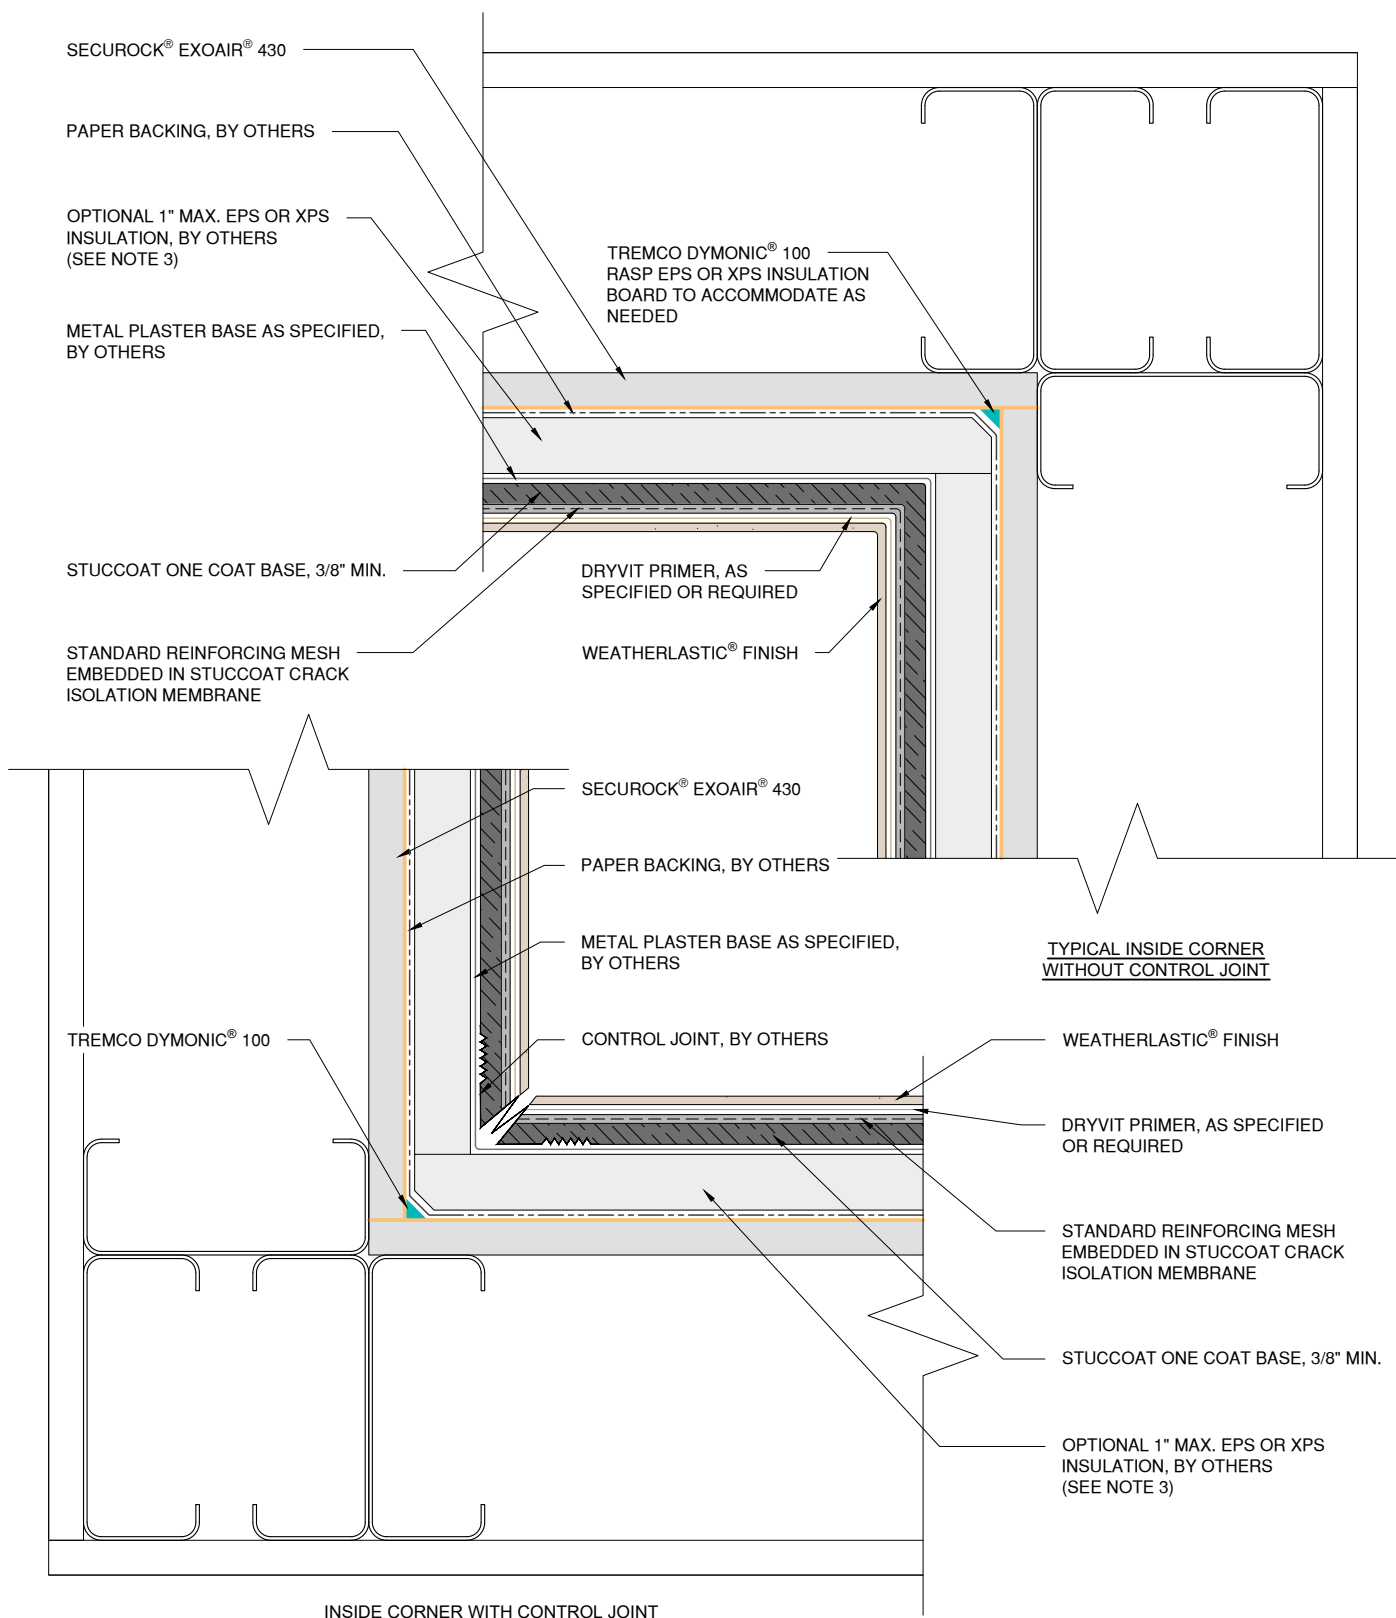 SECUROCK® EXOAIR® 430
PAPER BACKING, BY OTHERS
OPTIONAL 1" MAX. EPS OR XPS
INSULATION, BY OTHERS
(SEE NOTE 3)
TREMCO DYMONIC® 100
RASP EPS OR XPS INSULATION
BOARD TO ACCOMMODATE AS
NEEDED
METAL PLASTER BASE AS SPECIFIED,
BY OTHERS
STUCCOAT ONE COAT BASE, 3/8" MIN.
DRYVIT PRIMER, AS
SPECIFIED OR REQUIRED
STANDARD REINFORCING MESH
EMBEDDED IN STUCCOAT CRACK
ISOLATION MEMBRANE
WEATHERLASTIC® FINISH
SECUROCK® EXOAIR® 430
PAPER BACKING, BY OTHERS
METAL PLASTER BASE AS SPECIFIED,
BY OTHERS
TYPICAL INSIDE CORNER
WITHOUT CONTROL JOINT
TREMCO DYMONIC® 100
CONTROL JOINT, BY OTHERS
WEATHERLASTIC® FINISH
DRYVIT PRIMER, AS SPECIFIED
OR REQUIRED
STANDARD REINFORCING MESH
EMBEDDED IN STUCCOAT CRACK
ISOLATION MEMBRANE
STUCCOAT ONE COAT BASE, 3/8" MIN.
OPTIONAL 1" MAX. EPS OR XPS
INSULATION, BY OTHERS
(SEE NOTE 3)
INSIDE CORNER WITH CONTROL JOINT